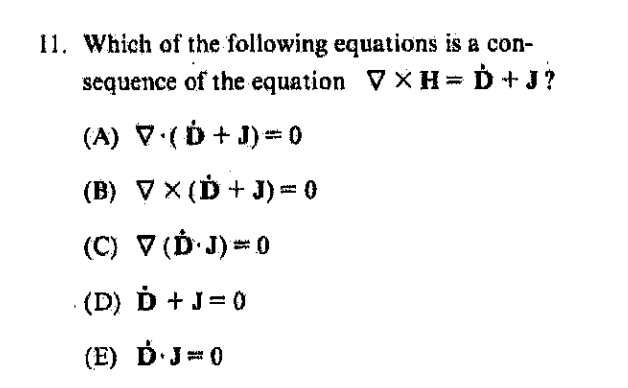 11. Which of the following equations is a con-
sequence of the equation ∇ × H = Ḋ + J ?
(A) ∇ ·( Ḋ + J) = 0
(B) ∇ × (Ḋ + J) = 0
(C) ∇ (Ḋ · J) = 0
(D) Ḋ + J = 0
(E) Ḋ · J = 0